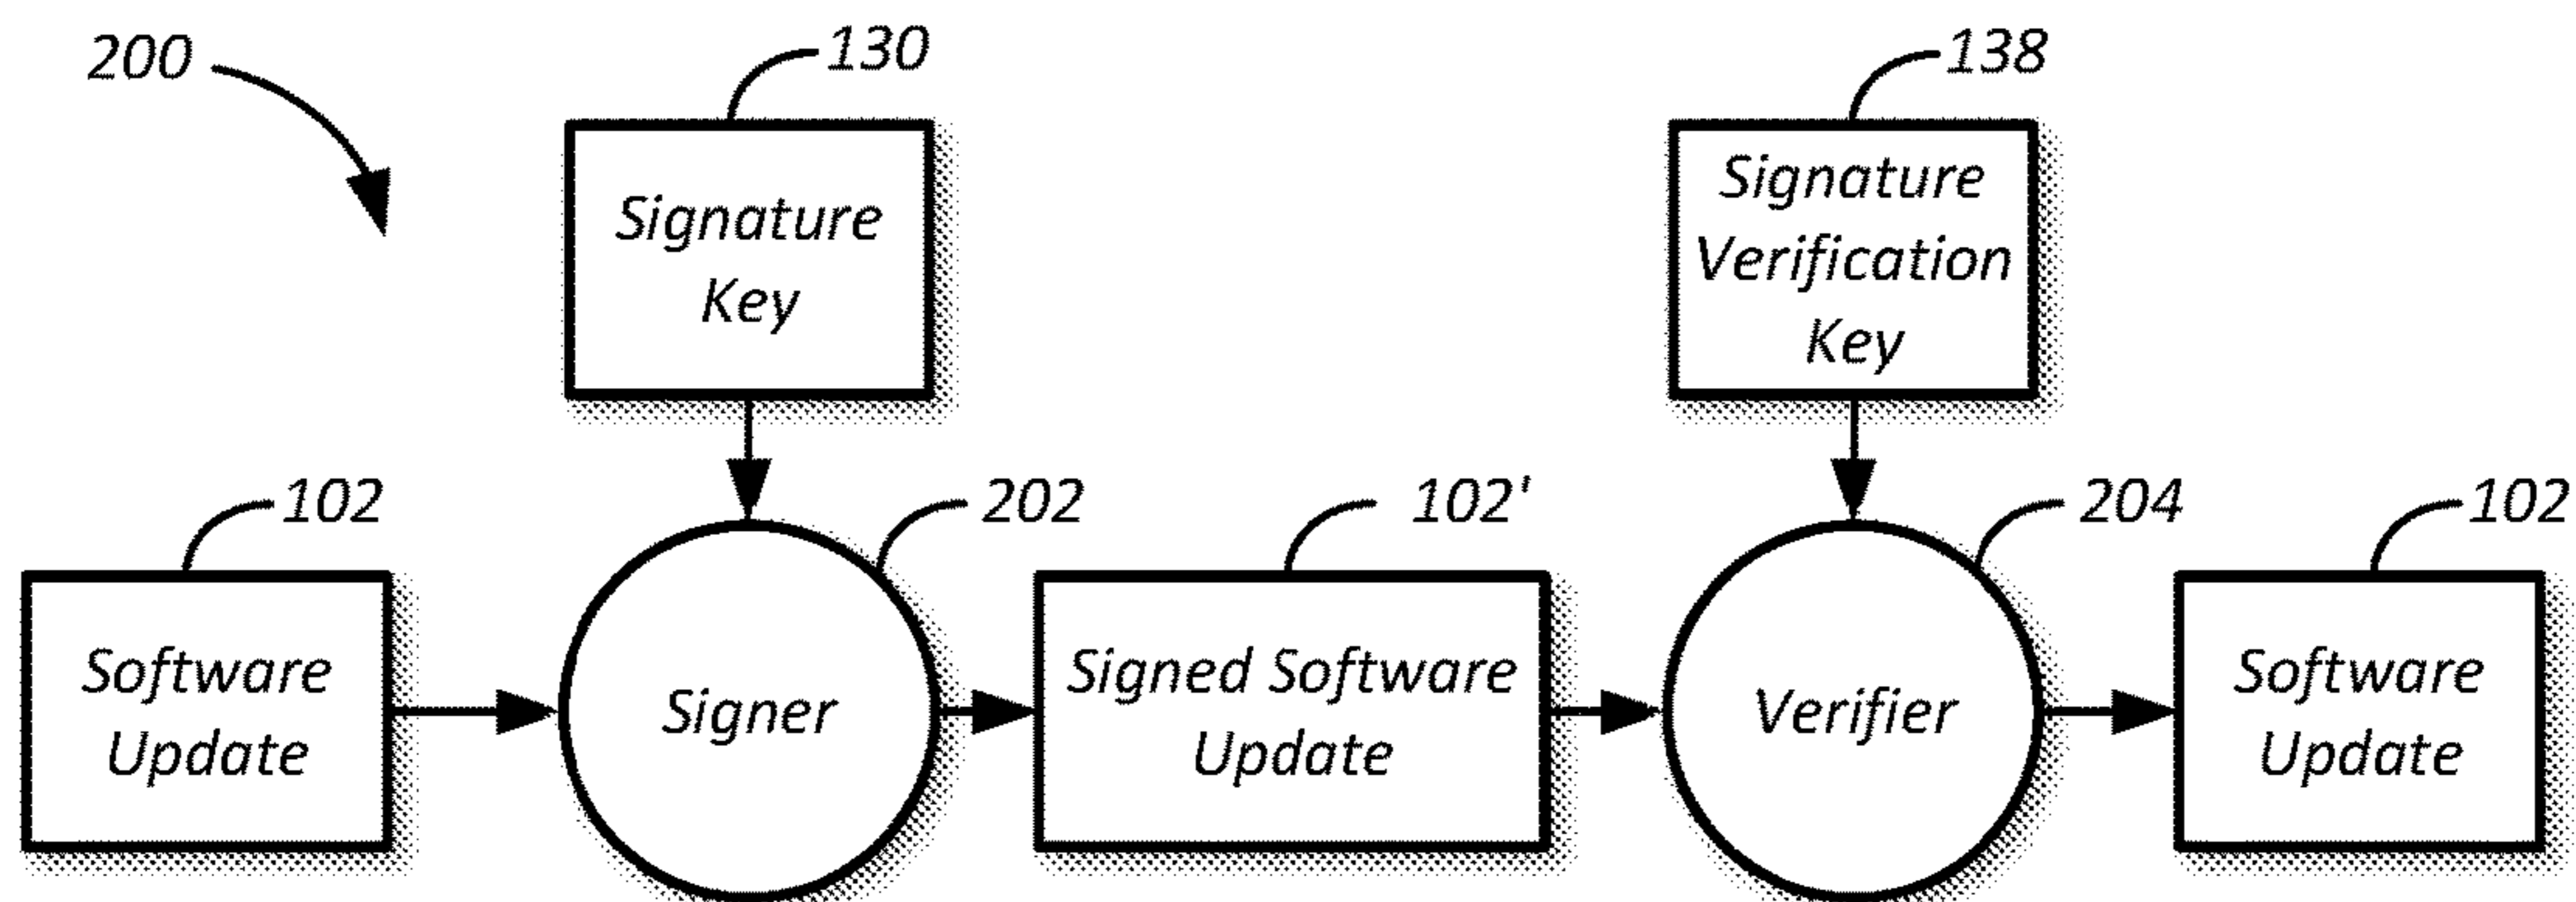 200
130
138
Signature
Key
Signature
Verification
Key
102
202
102'
204
102
Software
Update
Signer
Signed Software
Update
Verifier
Software
Update